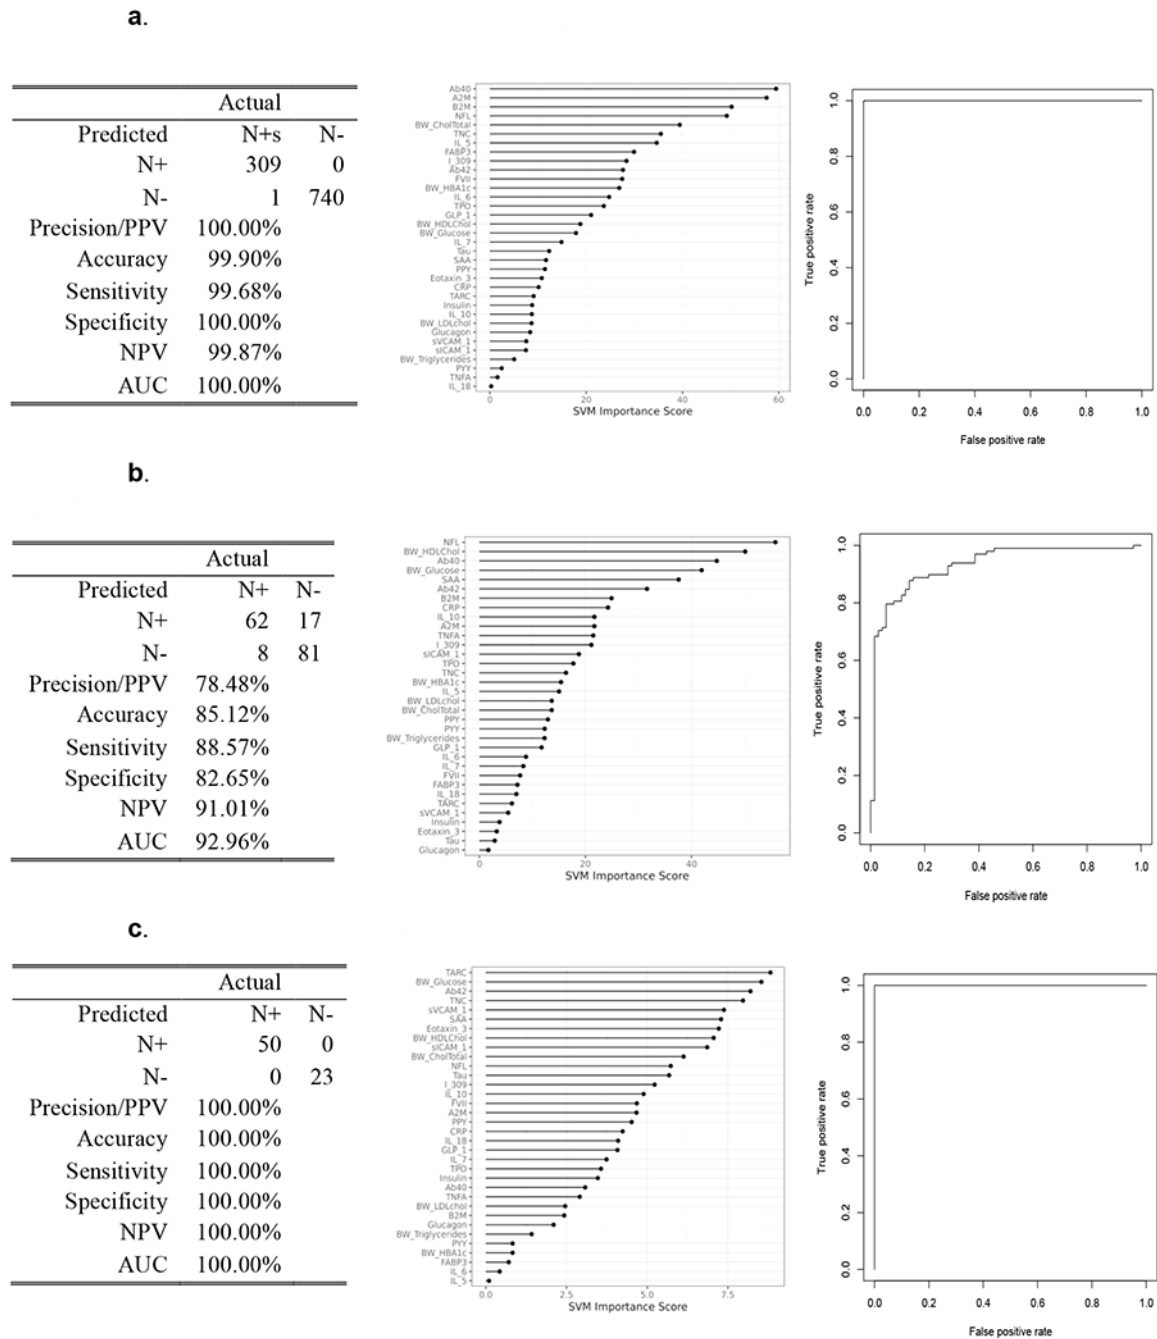 a.
Actual
Predicted N+s N-
N+ 309 0
N- 1 740
Precision/PPV 100.00%
Accuracy 99.90%
Sensitivity 99.68%
Specificity 100.00%
NPV 99.87%
AUC 100.00%
Ab40
A2M
B2M
NFL
BW_CholTotal
TNC
IL_5
FABP3
I_309
Ab42
FVII
BW_HBA1c
IL_6
TPO
GLP_1
BW_HDLChol
BW_Glucose
IL_7
Tau
SAA
PPY
Eotaxin_3
CRP
TARC
Insulin
IL_10
BW_LDLchol
Glucagon
sVCAM_1
sICAM_1
BW_Triglycerides
PYY
TNFA
IL_18
0 20 40 60
SVM Importance Score
True positive rate
1.0
0.8
0.6
0.4
0.2
0.0
0.0 0.2 0.4 0.6 0.8 1.0
False positive rate
b.
Actual
Predicted N+ N-
N+ 62 17
N- 8 81
Precision/PPV 78.48%
Accuracy 85.12%
Sensitivity 88.57%
Specificity 82.65%
NPV 91.01%
AUC 92.96%
NFL
BW_HDLChol
Ab40
BW_Glucose
SAA
Ab42
B2M
CRP
IL_10
A2M
TNFA
I_309
sICAM_1
TPO
TNC
BW_HBA1c
IL_5
BW_LDLchol
BW_CholTotal
PPY
PYY
BW_Triglycerides
GLP_1
IL_6
IL_7
FVII
FABP3
IL_18
TARC
sVCAM_1
Insulin
Eotaxin_3
Tau
Glucagon
0 20 40
SVM Importance Score
True positive rate
1.0
0.8
0.6
0.4
0.2
0.0
0.0 0.2 0.4 0.6 0.8 1.0
False positive rate
c.
Actual
Predicted N+ N-
N+ 50 0
N- 0 23
Precision/PPV 100.00%
Accuracy 100.00%
Sensitivity 100.00%
Specificity 100.00%
NPV 100.00%
AUC 100.00%
TARC
BW_Glucose
Ab42
TNC
sVCAM_1
SAA
Eotaxin_3
BW_HDLChol
sICAM_1
BW_CholTotal
NFL
Tau
I_309
IL_10
FVII
A2M
PPY
CRP
IL_18
GLP_1
IL_7
TPO
Insulin
Ab40
TNFA
BW_LDLchol
B2M
Glucagon
BW_Triglycerides
PYY
BW_HBA1c
FABP3
IL_6
IL_5
0.0 2.5 5.0 7.5
SVM Importance Score
True positive rate
1.0
0.8
0.6
0.4
0.2
0.0
0.0 0.2 0.4 0.6 0.8 1.0
False positive rate